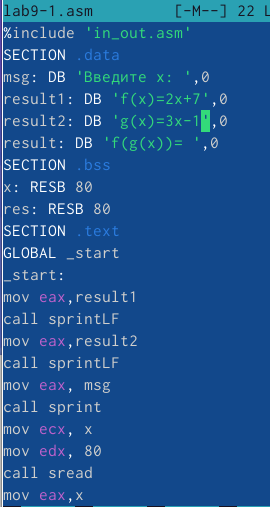 lab9-1.asm [-M--] 22 L
%include 'in_out.asm'
SECTION .data
msg: DB 'Введите x: ',0
result1: DB 'f(x)=2x+7',0
result2: DB 'g(x)=3x-1',0
result: DB 'f(g(x))= ',0
SECTION .bss
x: RESB 80
res: RESB 80
SECTION .text
GLOBAL _start
_start:
mov eax,result1
call sprintLF
mov eax,result2
call sprintLF
mov eax, msg
call sprint
mov ecx, x
mov edx, 80
call sread
mov eax,x